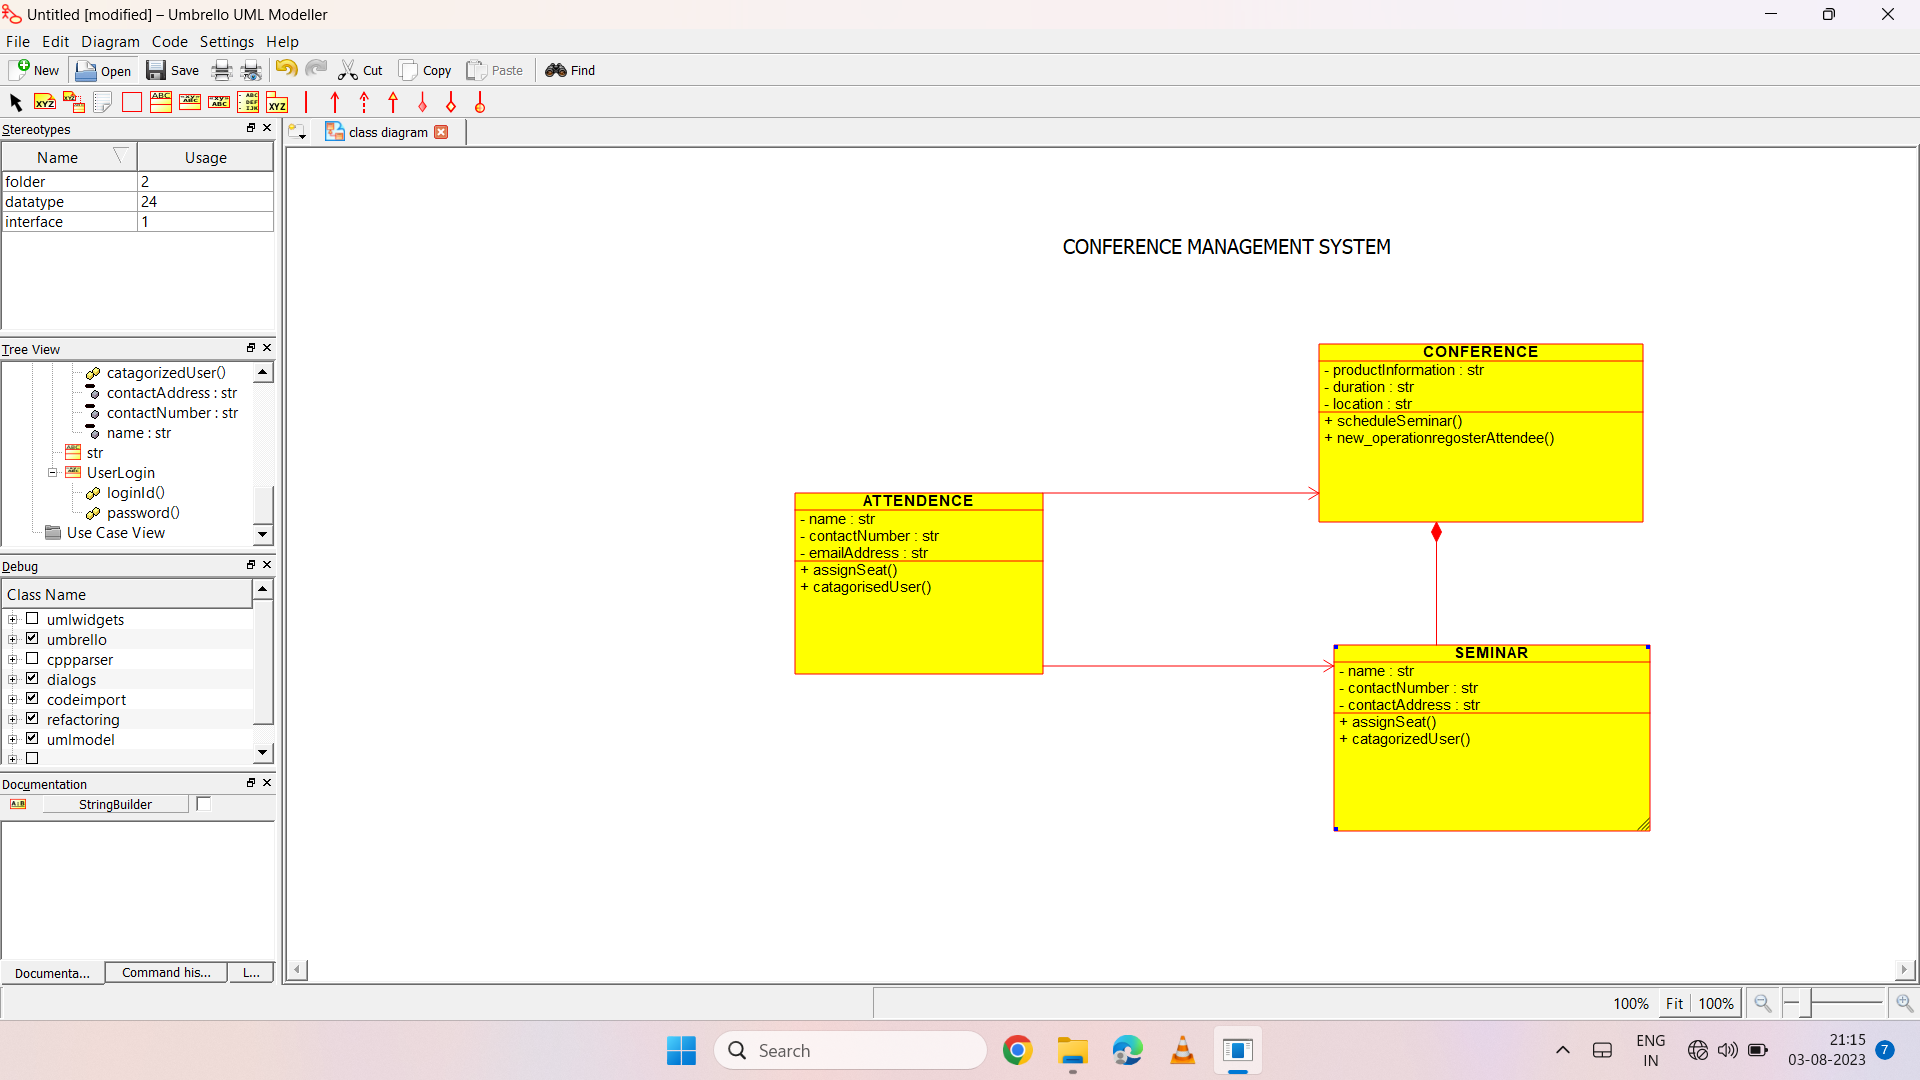 Untitled [modified] – Umbrello UML Modeller
File Edit Diagram Code Settings Help
New Open Save Cut Copy Paste Find
Stereotypes
class diagram
Name Usage
folder 2
datatype 24
interface 1
Tree View
catagorizedUser()
contactAddress : str
contactNumber : str
name : str
str
UserLogin
loginId()
password()
Use Case View
Debug
Class Name
umlwidgets
umbrello
cppparser
dialogs
codeimport
refactoring
umlmodel
Documentation
StringBuilder
Documenta... Command his... L...
CONFERENCE MANAGEMENT SYSTEM
CONFERENCE
- productInformation : str
- duration : str
- location : str
+ scheduleSeminar()
+ new_operationregosterAttendee()
ATTENDENCE
- name : str
- contactNumber : str
- emailAddress : str
+ assignSeat()
+ catagorisedUser()
SEMINAR
- name : str
- contactNumber : str
- contactAddress : str
+ assignSeat()
+ catagorizedUser()
100% Fit 100%
Search
ENG
IN
21:15
03-08-2023
7